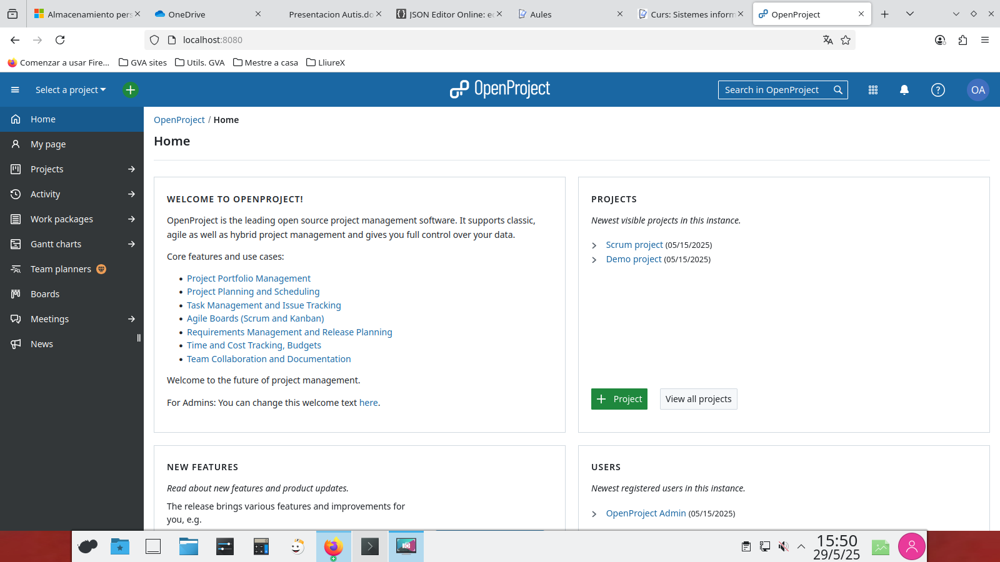 Almacenamiento pers
OneDrive
Presentacion Autis.do
JSON Editor Online: ed
Aules
Curs: Sistemes inform
OpenProject
localhost:8080
Comenzar a usar Fire...
GVA sites
Utils. GVA
Mestre a casa
LliureX
Select a project
OpenProject
Search in OpenProject
OA
Home
My page
Projects
Activity
Work packages
Gantt charts
Team planners
Boards
Meetings
News
OpenProject / Home
Home
WELCOME TO OPENPROJECT!
OpenProject is the leading open source project management software. It supports classic,
agile as well as hybrid project management and gives you full control over your data.
Core features and use cases:
• Project Portfolio Management
• Project Planning and Scheduling
• Task Management and Issue Tracking
• Agile Boards (Scrum and Kanban)
• Requirements Management and Release Planning
• Time and Cost Tracking, Budgets
• Team Collaboration and Documentation
Welcome to the future of project management.
For Admins: You can change this welcome text here.
PROJECTS
Newest visible projects in this instance.
Scrum project (05/15/2025)
Demo project (05/15/2025)
+ Project
View all projects
NEW FEATURES
Read about new features and product updates.
The release brings various features and improvements for
you, e.g.
USERS
Newest registered users in this instance.
OpenProject Admin (05/15/2025)
15:50
29/5/25